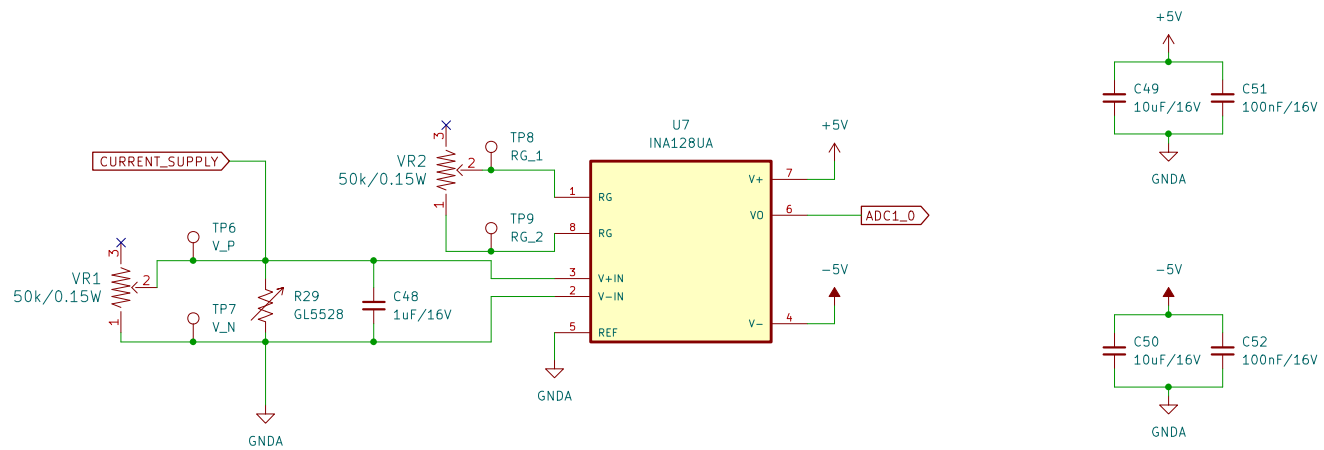 +5V
C49
10uF/16V
C51
100nF/16V
GNDA
CURRENT_SUPPLY
TP6
V_P
3
VR1
50k/0.15W
2
1
TP7
V_N
R29
GL5528
C48
1uF/16V
GNDA
3
VR2
50k/0.15W
2
1
TP8
RG_1
TP9
RG_2
U7
INA128UA
1
RG
8
RG
3
V+IN
2
V-IN
5
REF
GNDA
V+
7
+5V
VO
6
ADC1_0
-5V
V-
4
-5V
C50
10uF/16V
C52
100nF/16V
GNDA